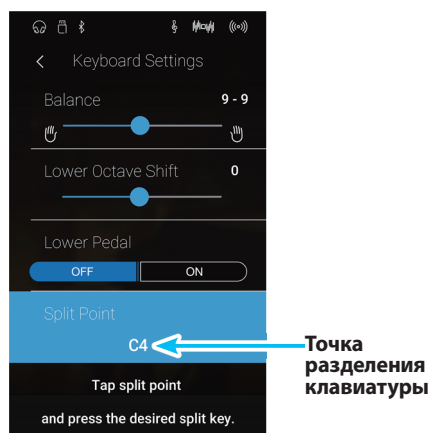 Keyboard Settings
Balance 9 - 9
Lower Octave Shift 0
Lower Pedal
OFF ON
Split Point
C4
Точка
разделения
клавиатуры
Tap split point
and press the desired split key.